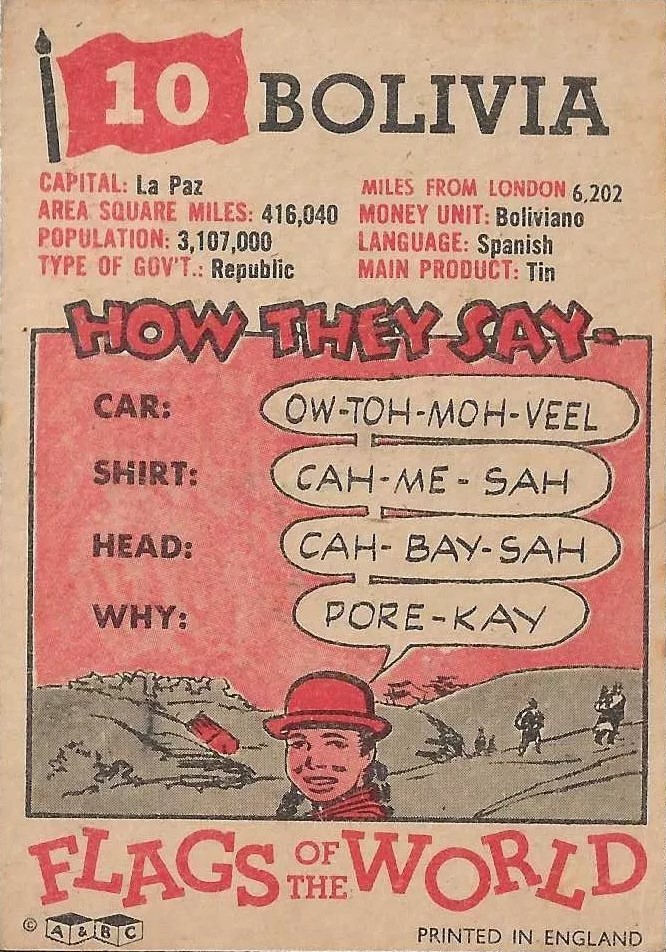 10 BOLIVIA
CAPITAL: La Paz
AREA SQUARE MILES: 416,040
POPULATION: 3,107,000
TYPE OF GOV'T.: Republic
MILES FROM LONDON 6,202
MONEY UNIT: Boliviano
LANGUAGE: Spanish
MAIN PRODUCT: Tin
HOW THEY SAY-
CAR: OW-TOH-MOH-VEEL
SHIRT: CAH-ME-SAH
HEAD: CAH-BAY-SAH
WHY: PORE-KAY
FLAGS OF THE WORLD
© A & B C
PRINTED IN ENGLAND